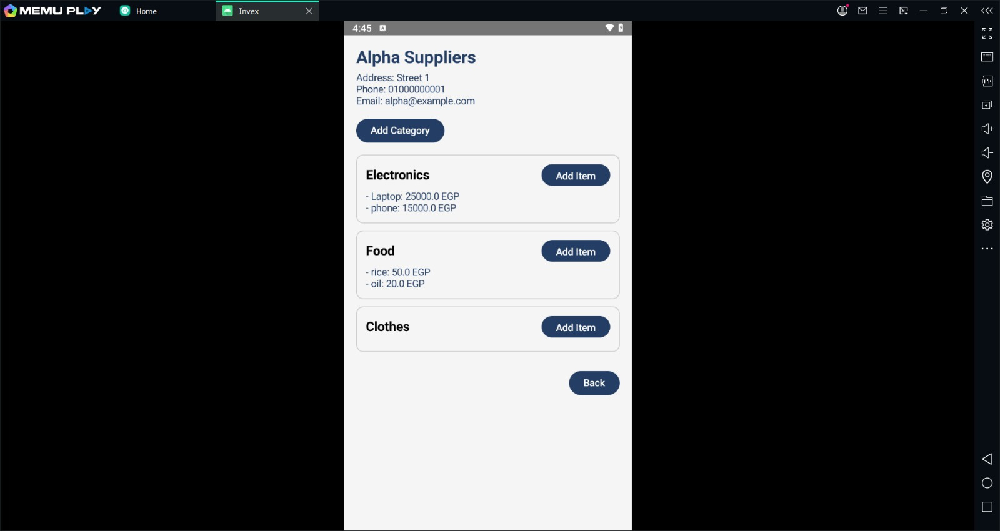 MEMU PLAY
Home
Invex
4:45
A
Alpha Suppliers
Address: Street 1
Phone: 01000000001
Email: alpha@example.com
Add Category
Electronics
Add Item
- Laptop: 25000.0 EGP
- phone: 15000.0 EGP
Food
Add Item
- rice: 50.0 EGP
- oil: 20.0 EGP
Clothes
Add Item
Back
APK